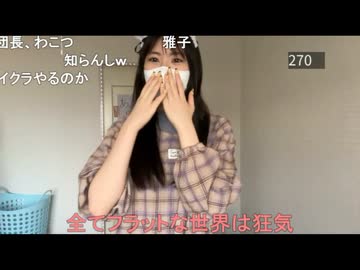 団長、わこつ
雅子
知らんしw...
イクラやるのか
270
全てフラットな世界は狂気